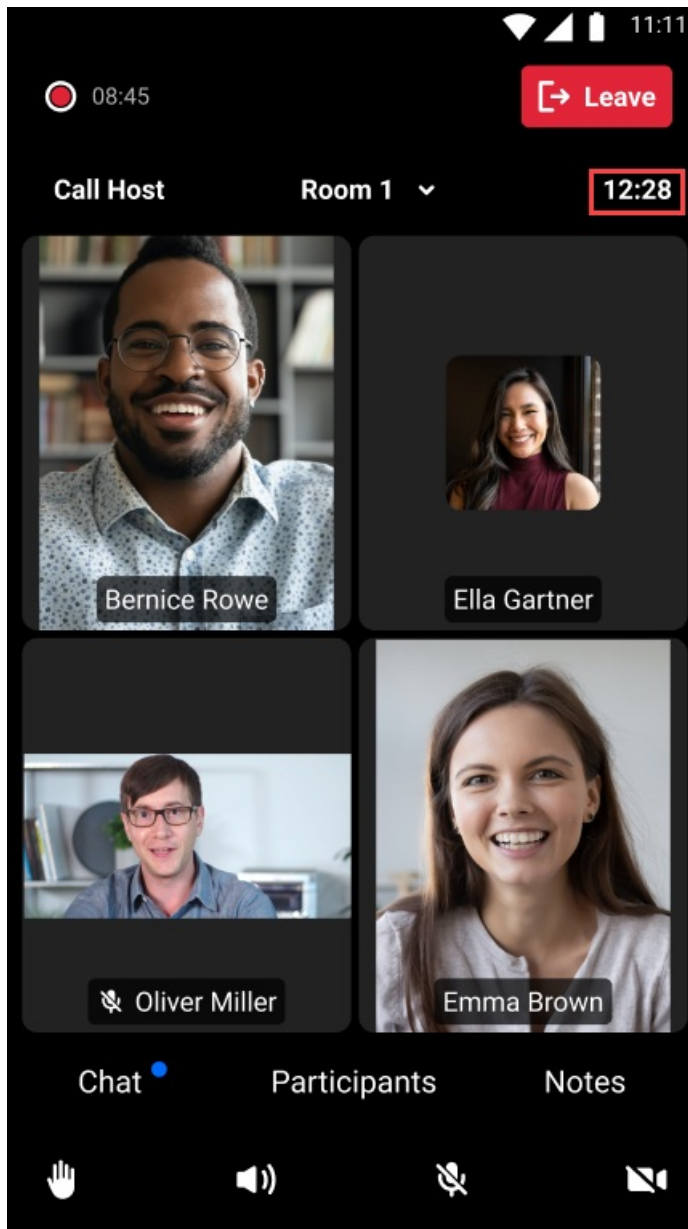 11:11
08:45
Leave
Call Host
Room 1
12:28
Bernice Rowe
Ella Gartner
Oliver Miller
Emma Brown
Chat
Participants
Notes